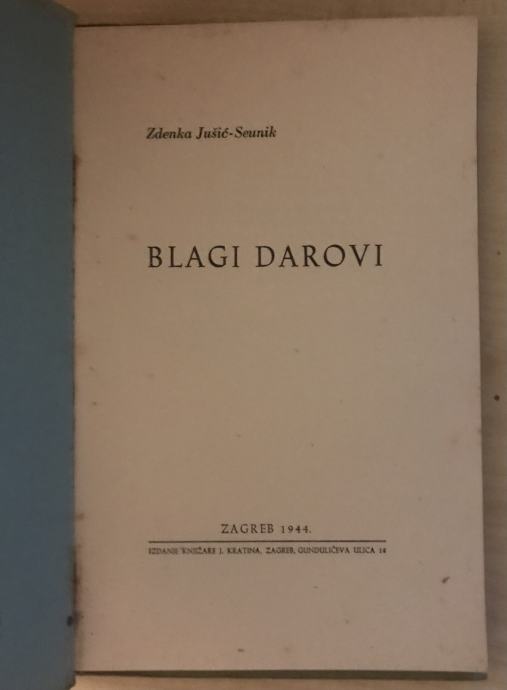 Zdenka Jušić-Seunik
BLAGI DAROVI
ZAGREB 1944.
IZDANJE KNJIŽARE J. KRATINA, ZAGREB, GUNDULIĆEVA ULICA 14